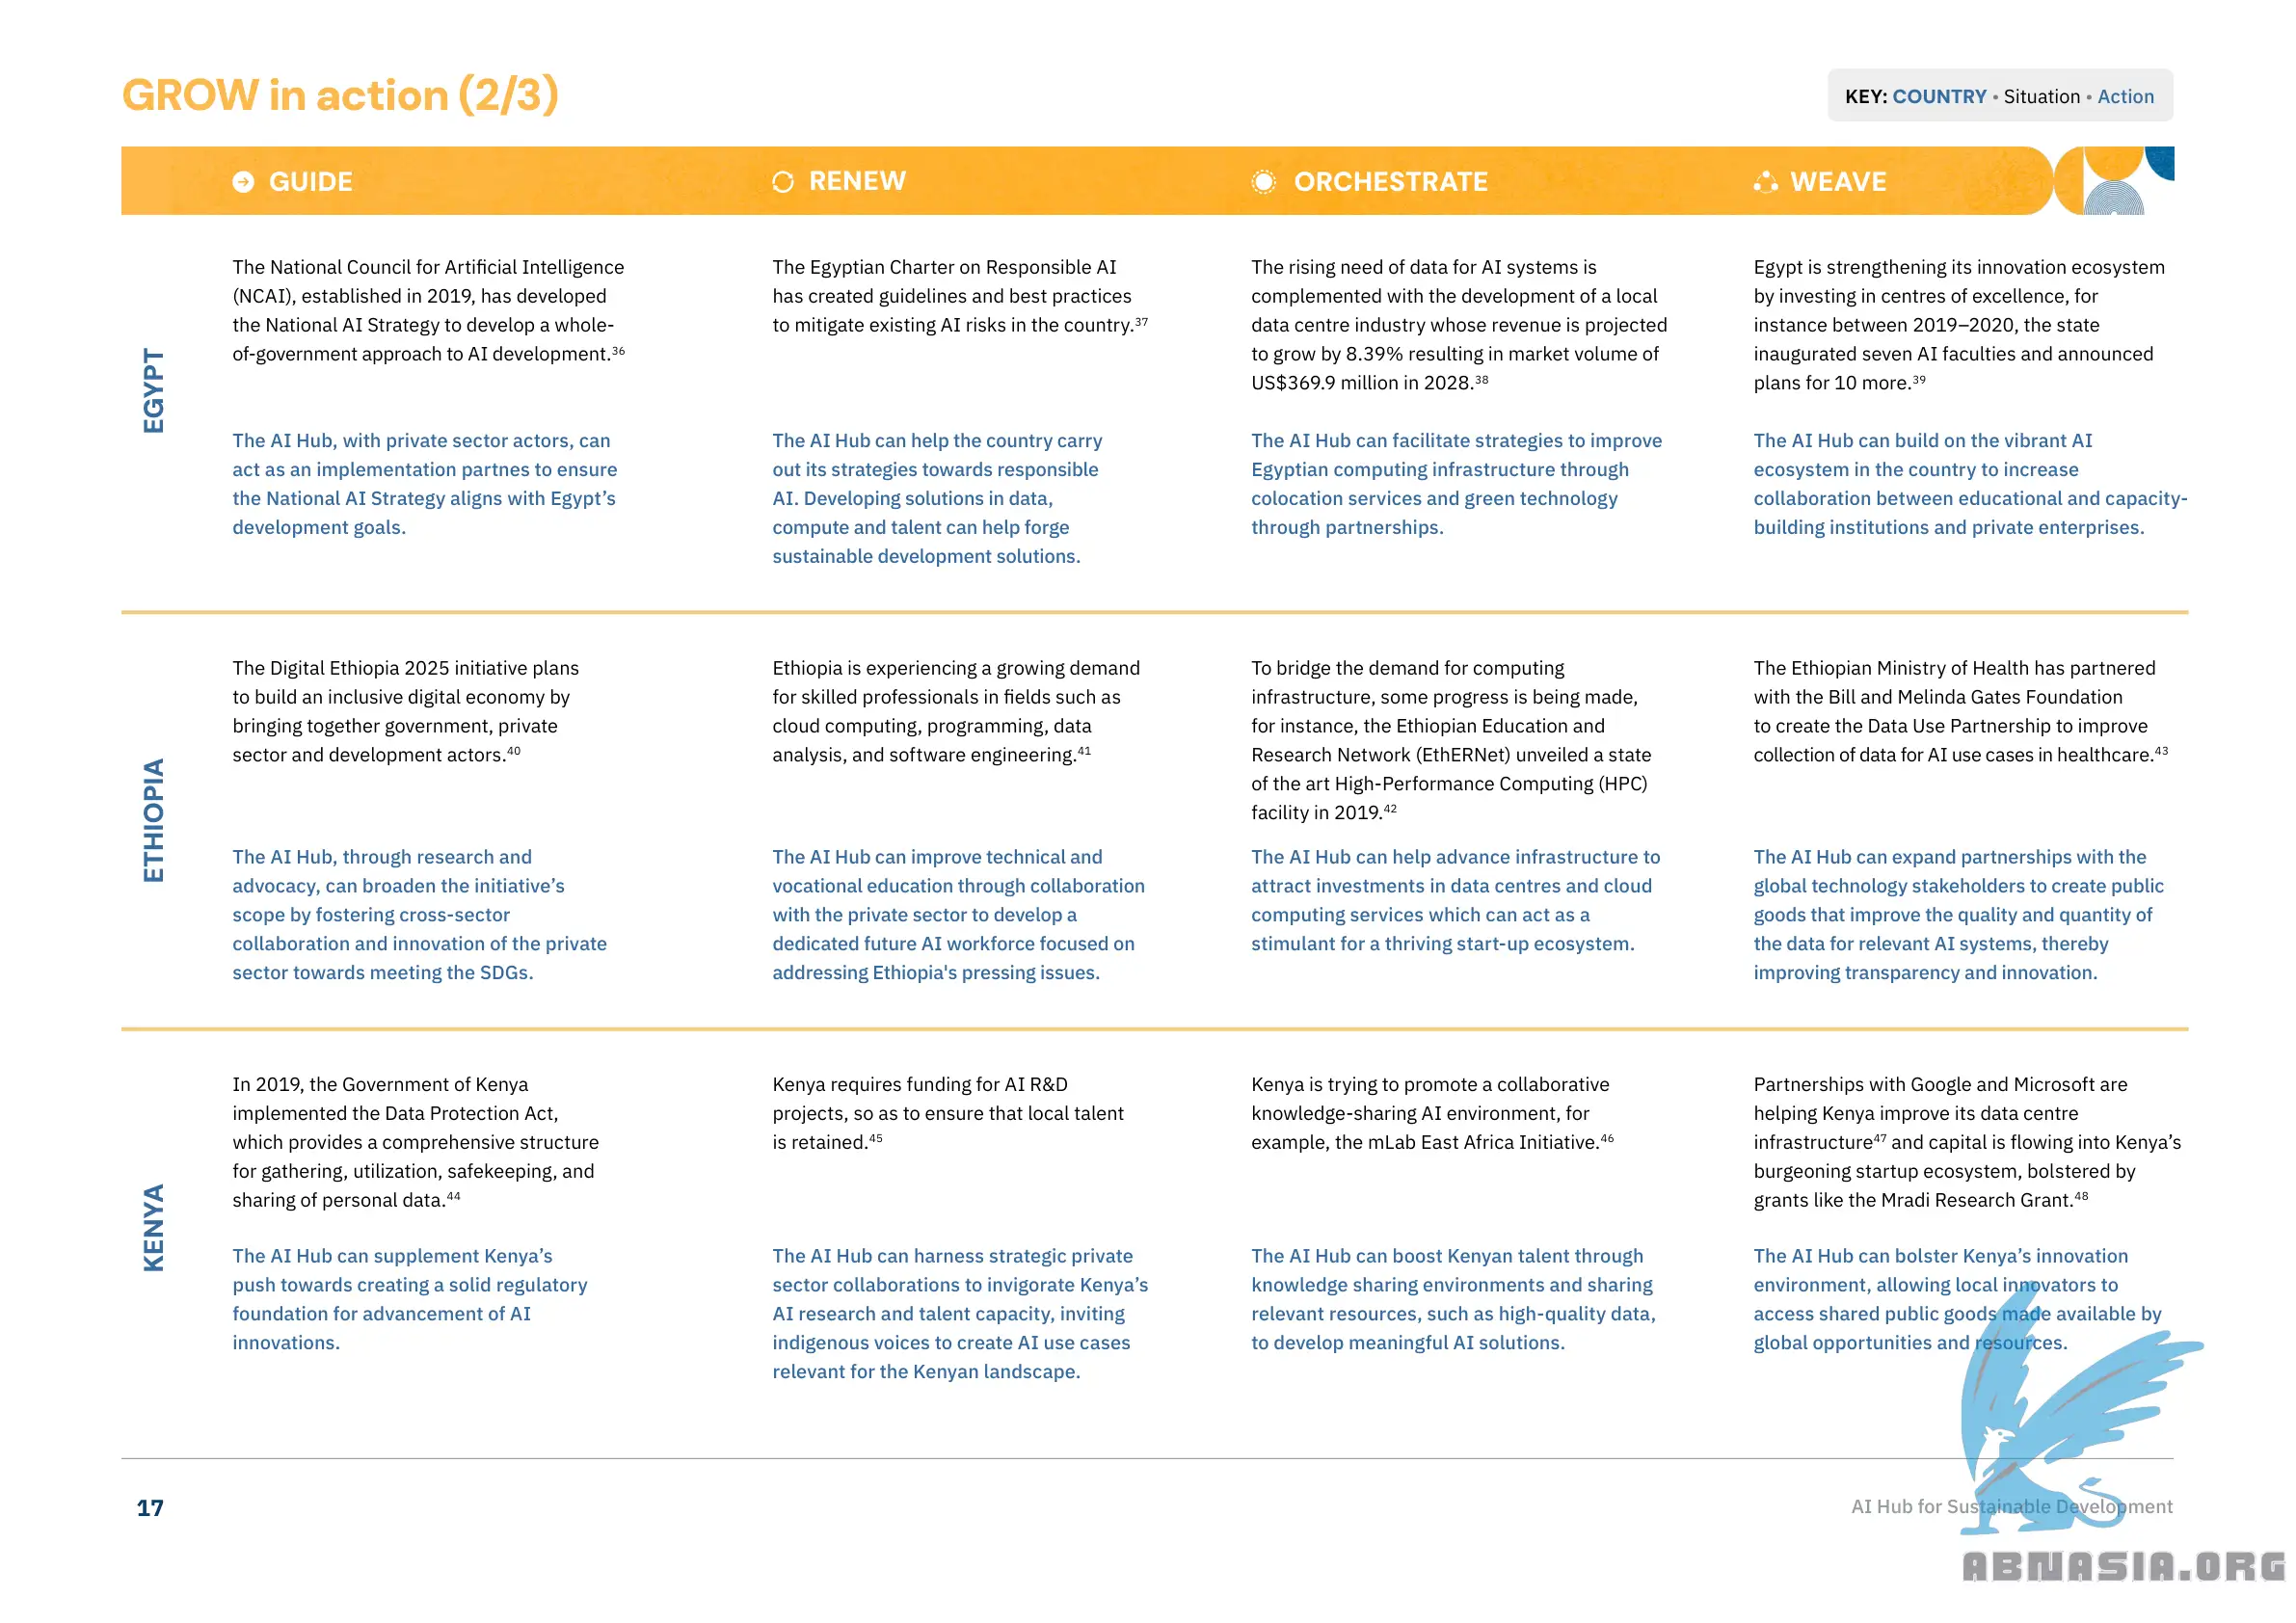 GROW in action (2/3)
KEY: COUNTRY • Situation • Action
GUIDE
RENEW
ORCHESTRATE
WEAVE
EGYPT
The National Council for Artificial Intelligence
(NCAI), established in 2019, has developed
the National AI Strategy to develop a whole-
of-government approach to AI development.36
The AI Hub, with private sector actors, can
act as an implementation partnes to ensure
the National AI Strategy aligns with Egypt’s
development goals.
The Egyptian Charter on Responsible AI
has created guidelines and best practices
to mitigate existing AI risks in the country.37
The AI Hub can help the country carry
out its strategies towards responsible
AI. Developing solutions in data,
compute and talent can help forge
sustainable development solutions.
The rising need of data for AI systems is
complemented with the development of a local
data centre industry whose revenue is projected
to grow by 8.39% resulting in market volume of
US$369.9 million in 2028.38
The AI Hub can facilitate strategies to improve
Egyptian computing infrastructure through
colocation services and green technology
through partnerships.
Egypt is strengthening its innovation ecosystem
by investing in centres of excellence, for
instance between 2019–2020, the state
inaugurated seven AI faculties and announced
plans for 10 more.39
The AI Hub can build on the vibrant AI
ecosystem in the country to increase
collaboration between educational and capacity-
building institutions and private enterprises.
ETHIOPIA
The Digital Ethiopia 2025 initiative plans
to build an inclusive digital economy by
bringing together government, private
sector and development actors.40
The AI Hub, through research and
advocacy, can broaden the initiative’s
scope by fostering cross-sector
collaboration and innovation of the private
sector towards meeting the SDGs.
Ethiopia is experiencing a growing demand
for skilled professionals in fields such as
cloud computing, programming, data
analysis, and software engineering.41
The AI Hub can improve technical and
vocational education through collaboration
with the private sector to develop a
dedicated future AI workforce focused on
addressing Ethiopia's pressing issues.
To bridge the demand for computing
infrastructure, some progress is being made,
for instance, the Ethiopian Education and
Research Network (EthERNet) unveiled a state
of the art High-Performance Computing (HPC)
facility in 2019.42
The AI Hub can help advance infrastructure to
attract investments in data centres and cloud
computing services which can act as a
stimulant for a thriving start-up ecosystem.
The Ethiopian Ministry of Health has partnered
with the Bill and Melinda Gates Foundation
to create the Data Use Partnership to improve
collection of data for AI use cases in healthcare.43
The AI Hub can expand partnerships with the
global technology stakeholders to create public
goods that improve the quality and quantity of
the data for relevant AI systems, thereby
improving transparency and innovation.
KENYA
In 2019, the Government of Kenya
implemented the Data Protection Act,
which provides a comprehensive structure
for gathering, utilization, safekeeping, and
sharing of personal data.44
The AI Hub can supplement Kenya’s
push towards creating a solid regulatory
foundation for advancement of AI
innovations.
Kenya requires funding for AI R&D
projects, so as to ensure that local talent
is retained.45
The AI Hub can harness strategic private
sector collaborations to invigorate Kenya’s
AI research and talent capacity, inviting
indigenous voices to create AI use cases
relevant for the Kenyan landscape.
Kenya is trying to promote a collaborative
knowledge-sharing AI environment, for
example, the mLab East Africa Initiative.46
The AI Hub can boost Kenyan talent through
knowledge sharing environments and sharing
relevant resources, such as high-quality data,
to develop meaningful AI solutions.
Partnerships with Google and Microsoft are
helping Kenya improve its data centre
infrastructure47 and capital is flowing into Kenya’s
burgeoning startup ecosystem, bolstered by
grants like the Mradi Research Grant.48
The AI Hub can bolster Kenya’s innovation
environment, allowing local innovators to
access shared public goods made available by
global opportunities and resources.
17
AI Hub for Sustainable Development
ABNASIA.ORG